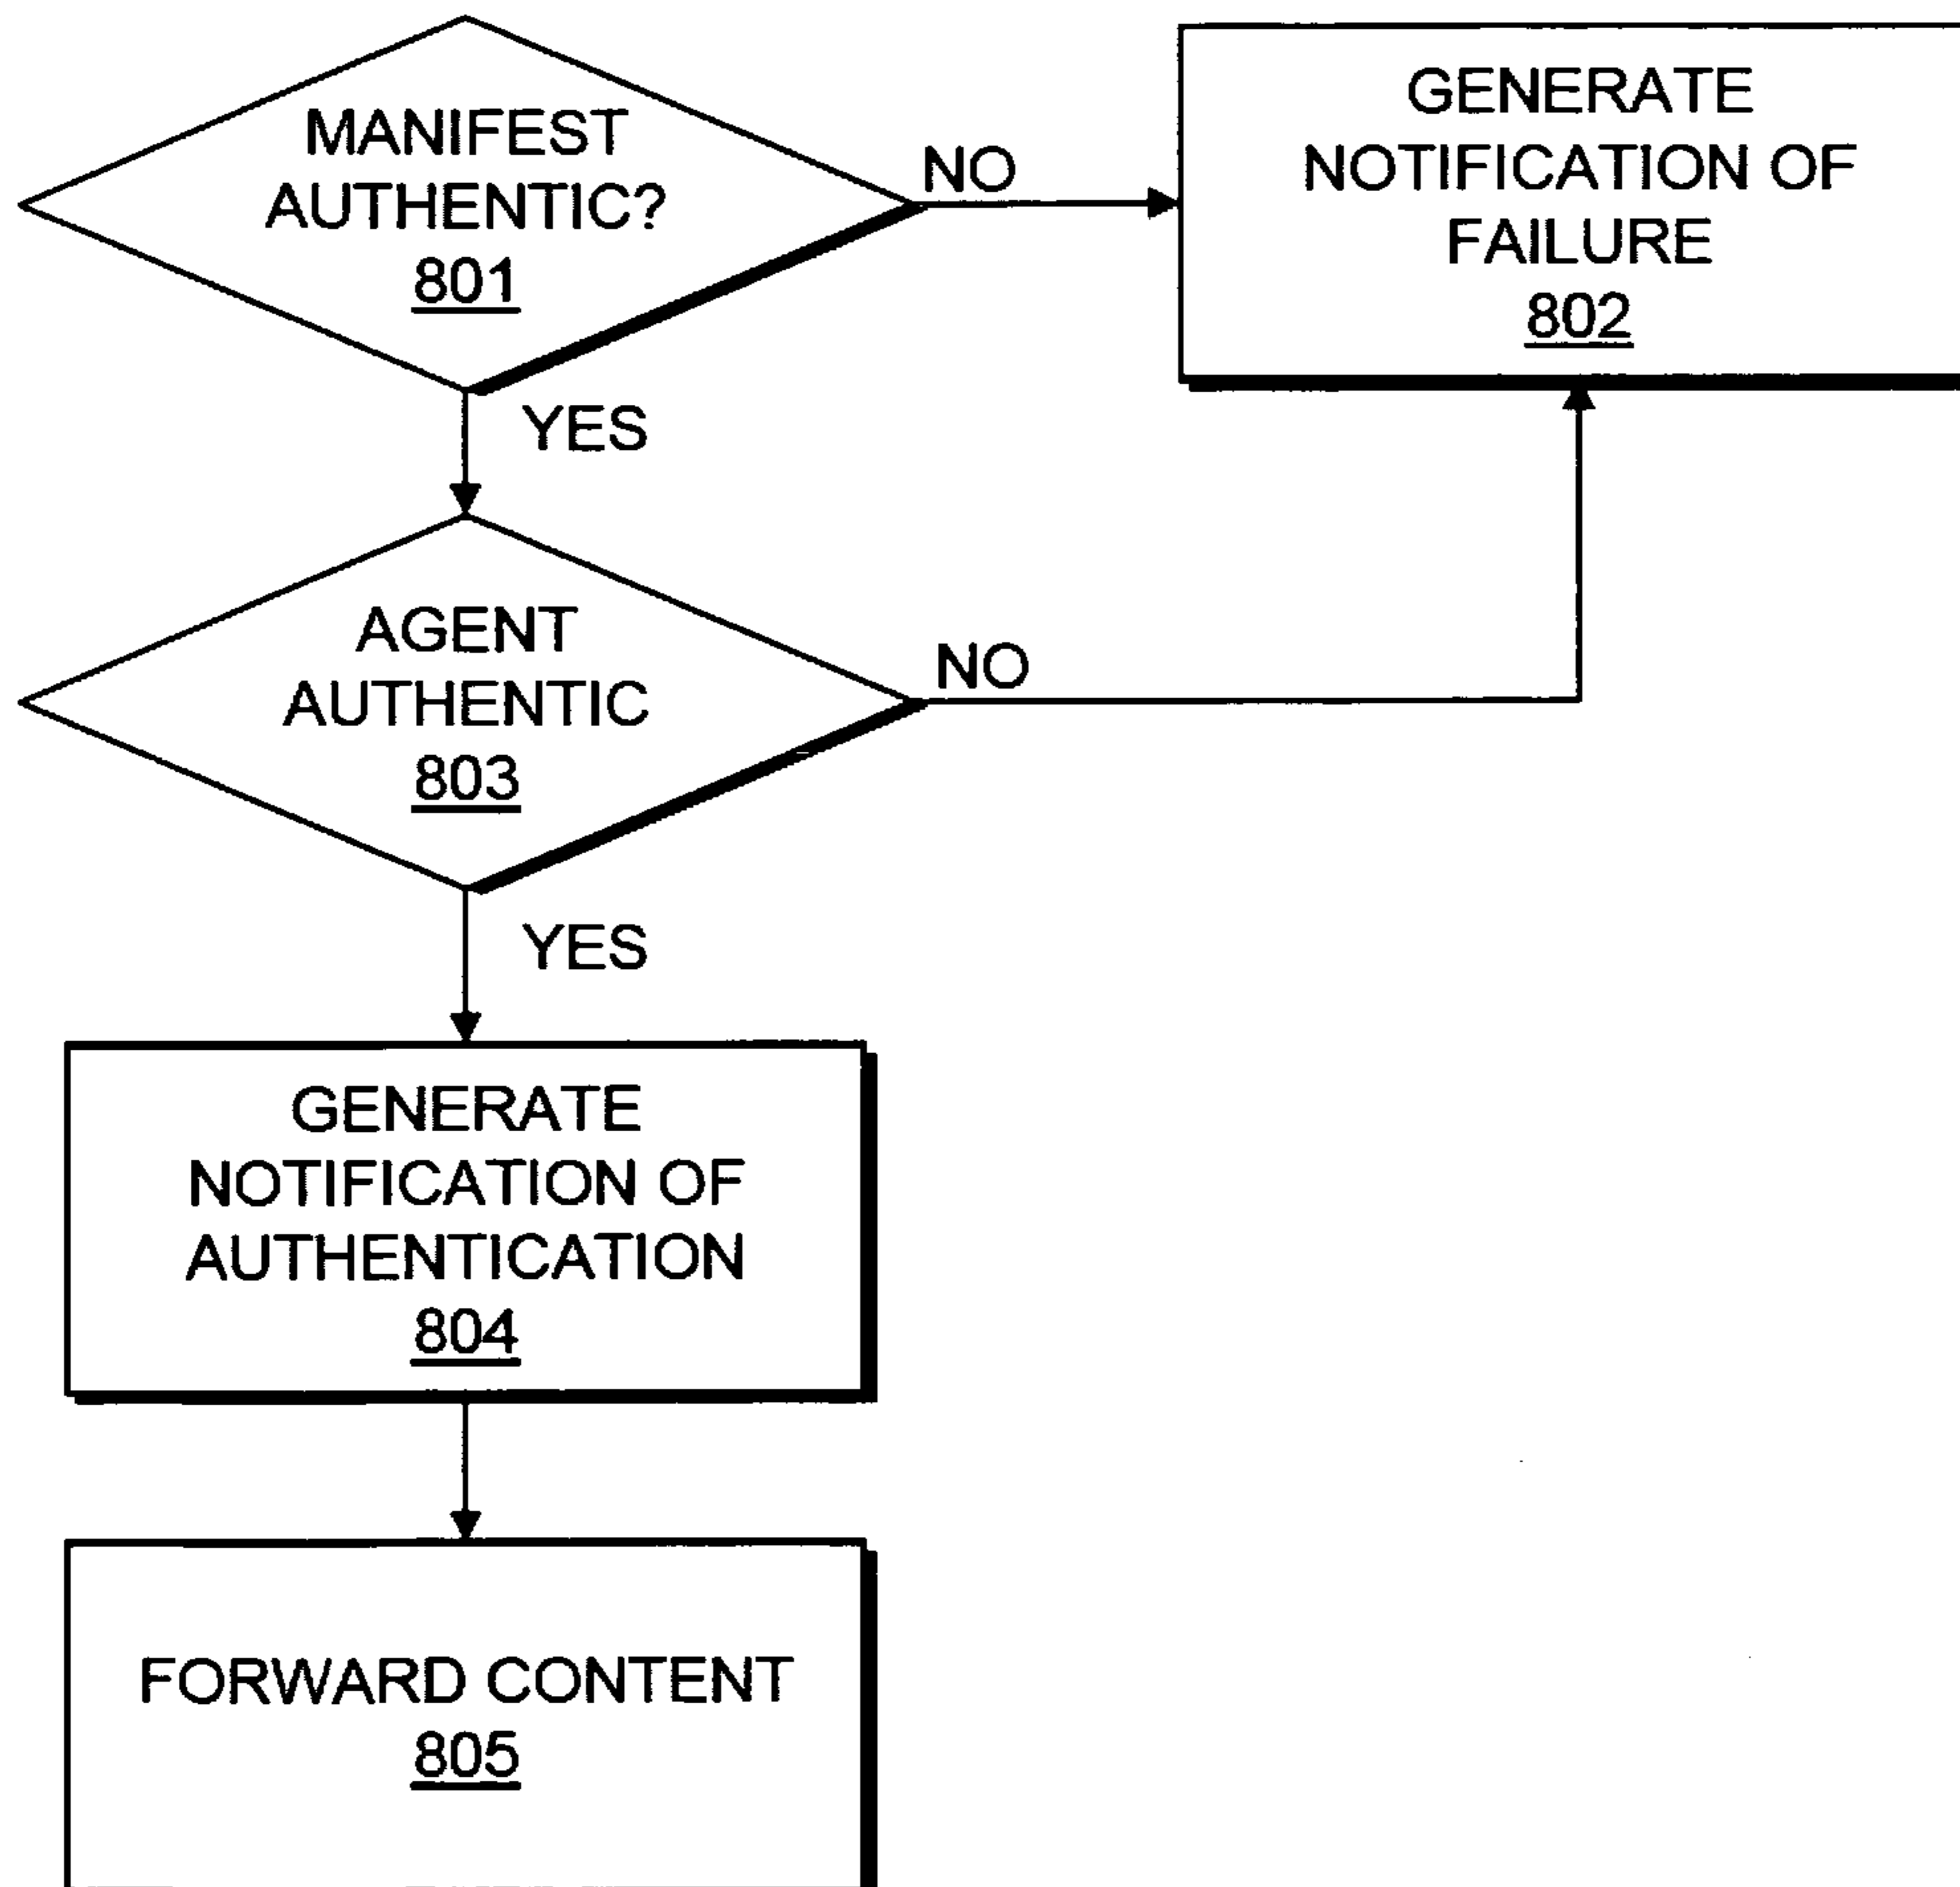 MANIFEST
AUTHENTIC?
801
NO
GENERATE
NOTIFICATION OF
FAILURE
802
YES
AGENT
AUTHENTIC
803
NO
YES
GENERATE
NOTIFICATION OF
AUTHENTICATION
804
FORWARD CONTENT
805